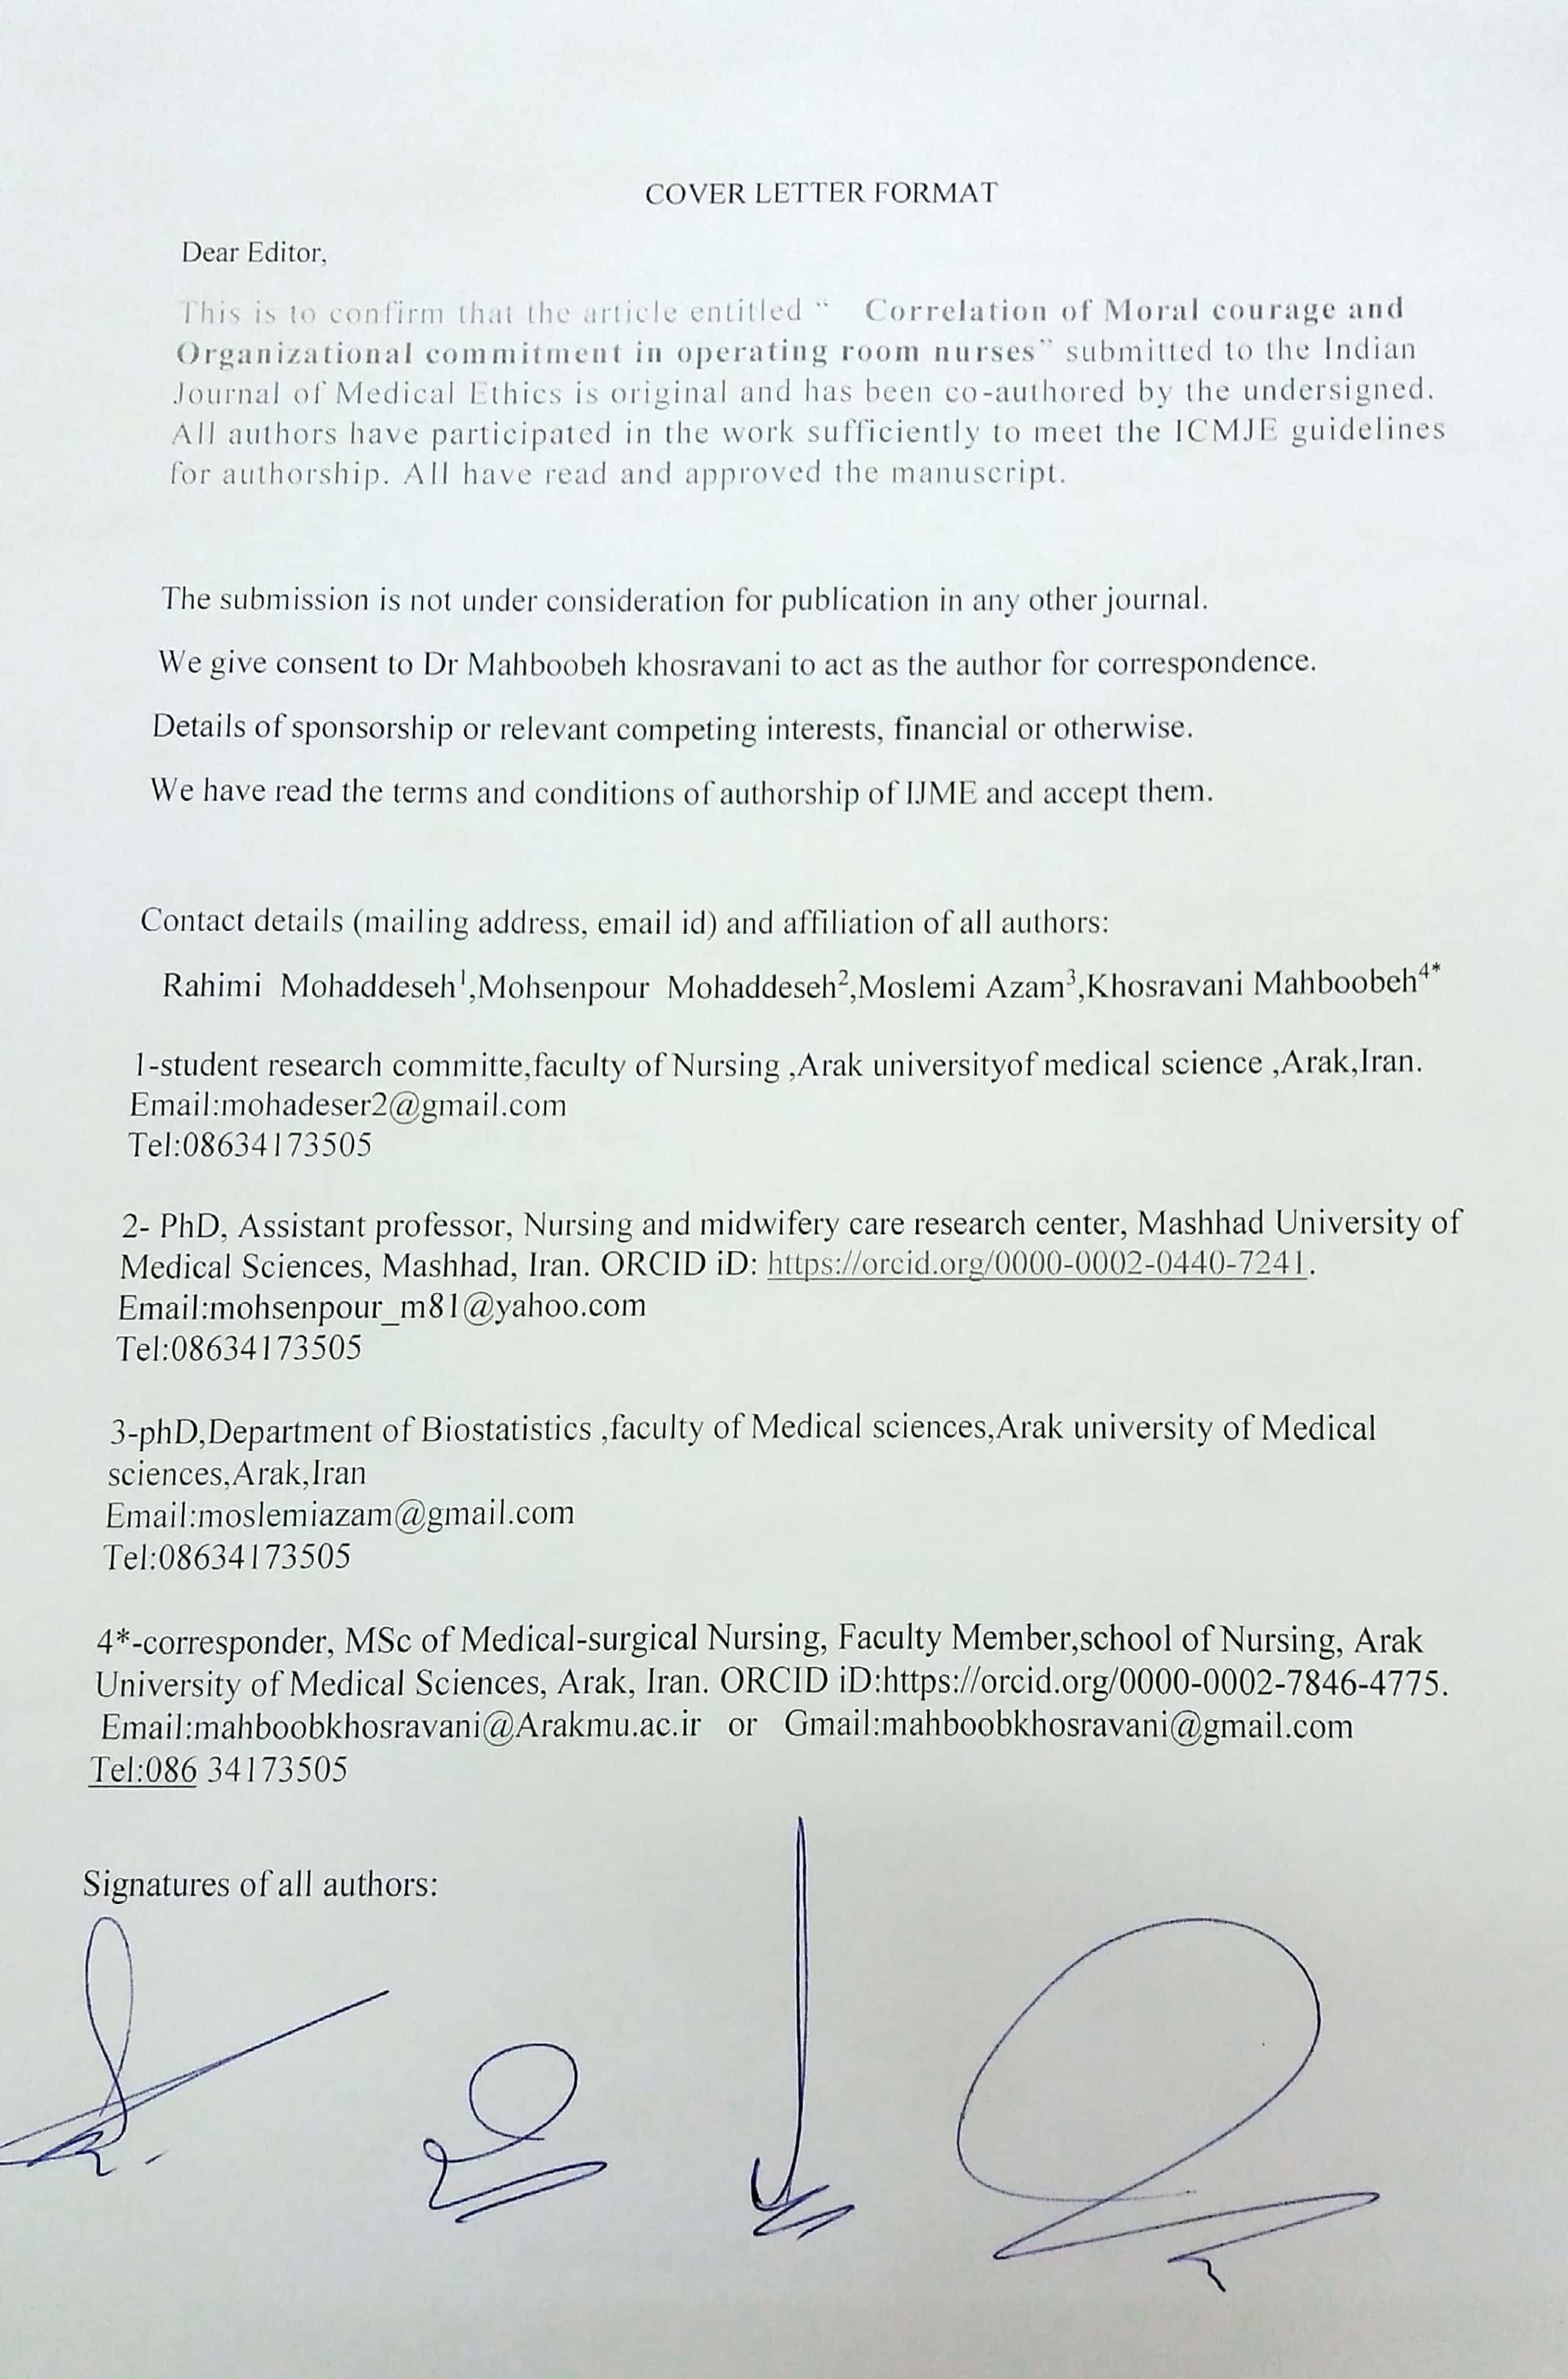 COVER LETTER FORMAT
Dear Editor,
This is to confirm that the article entitled “ Correlation of Moral courage and
Organizational commitment in operating room nurses” submitted to the Indian
Journal of Medical Ethics is original and has been co-authored by the undersigned.
All authors have participated in the work sufficiently to meet the ICMJE guidelines
for authorship. All have read and approved the manuscript.
The submission is not under consideration for publication in any other journal.
We give consent to Dr Mahboobeh khosravani to act as the author for correspondence.
Details of sponsorship or relevant competing interests, financial or otherwise.
We have read the terms and conditions of authorship of IJME and accept them.
Contact details (mailing address, email id) and affiliation of all authors:
Rahimi Mohaddeseh¹,Mohsenpour Mohaddeseh²,Moslemi Azam³,Khosravani Mahboobeh⁴*
1-student research committe,faculty of Nursing ,Arak universityof medical science ,Arak,Iran.
Email:mohadeser2@gmail.com
Tel:08634173505
2- PhD, Assistant professor, Nursing and midwifery care research center, Mashhad University of
Medical Sciences, Mashhad, Iran. ORCID iD: https://orcid.org/0000-0002-0440-7241.
Email:mohsenpour_m81@yahoo.com
Tel:08634173505
3-phD,Department of Biostatistics ,faculty of Medical sciences,Arak university of Medical
sciences,Arak,Iran
Email:moslemiazam@gmail.com
Tel:08634173505
4*-corresponder, MSc of Medical-surgical Nursing, Faculty Member,school of Nursing, Arak
University of Medical Sciences, Arak, Iran. ORCID iD:https://orcid.org/0000-0002-7846-4775.
Email:mahboobkhosravani@Arakmu.ac.ir or Gmail:mahboobkhosravani@gmail.com
Tel:086 34173505
Signatures of all authors: